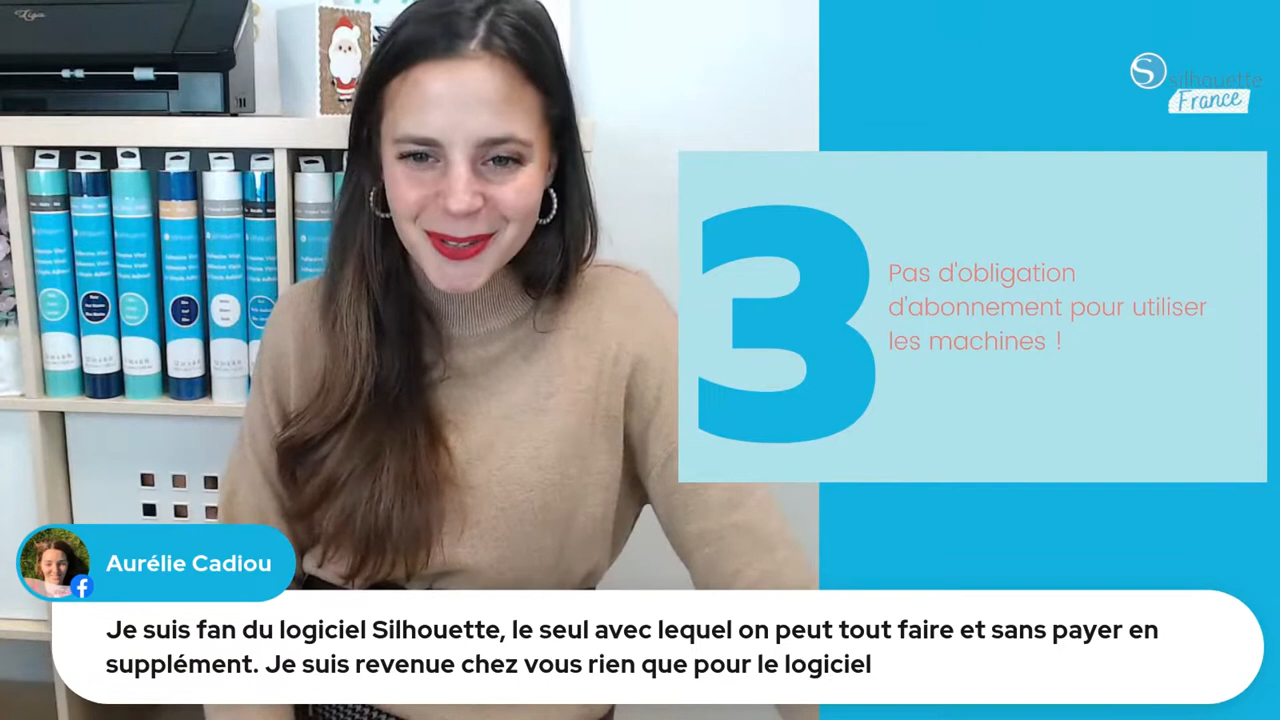 silhouette
France
3
Pas d'obligation
d'abonnement pour utiliser
les machines !
Aurélie Cadiou
Je suis fan du logiciel Silhouette, le seul avec lequel on peut tout faire et sans payer en
supplément. Je suis revenue chez vous rien que pour le logiciel